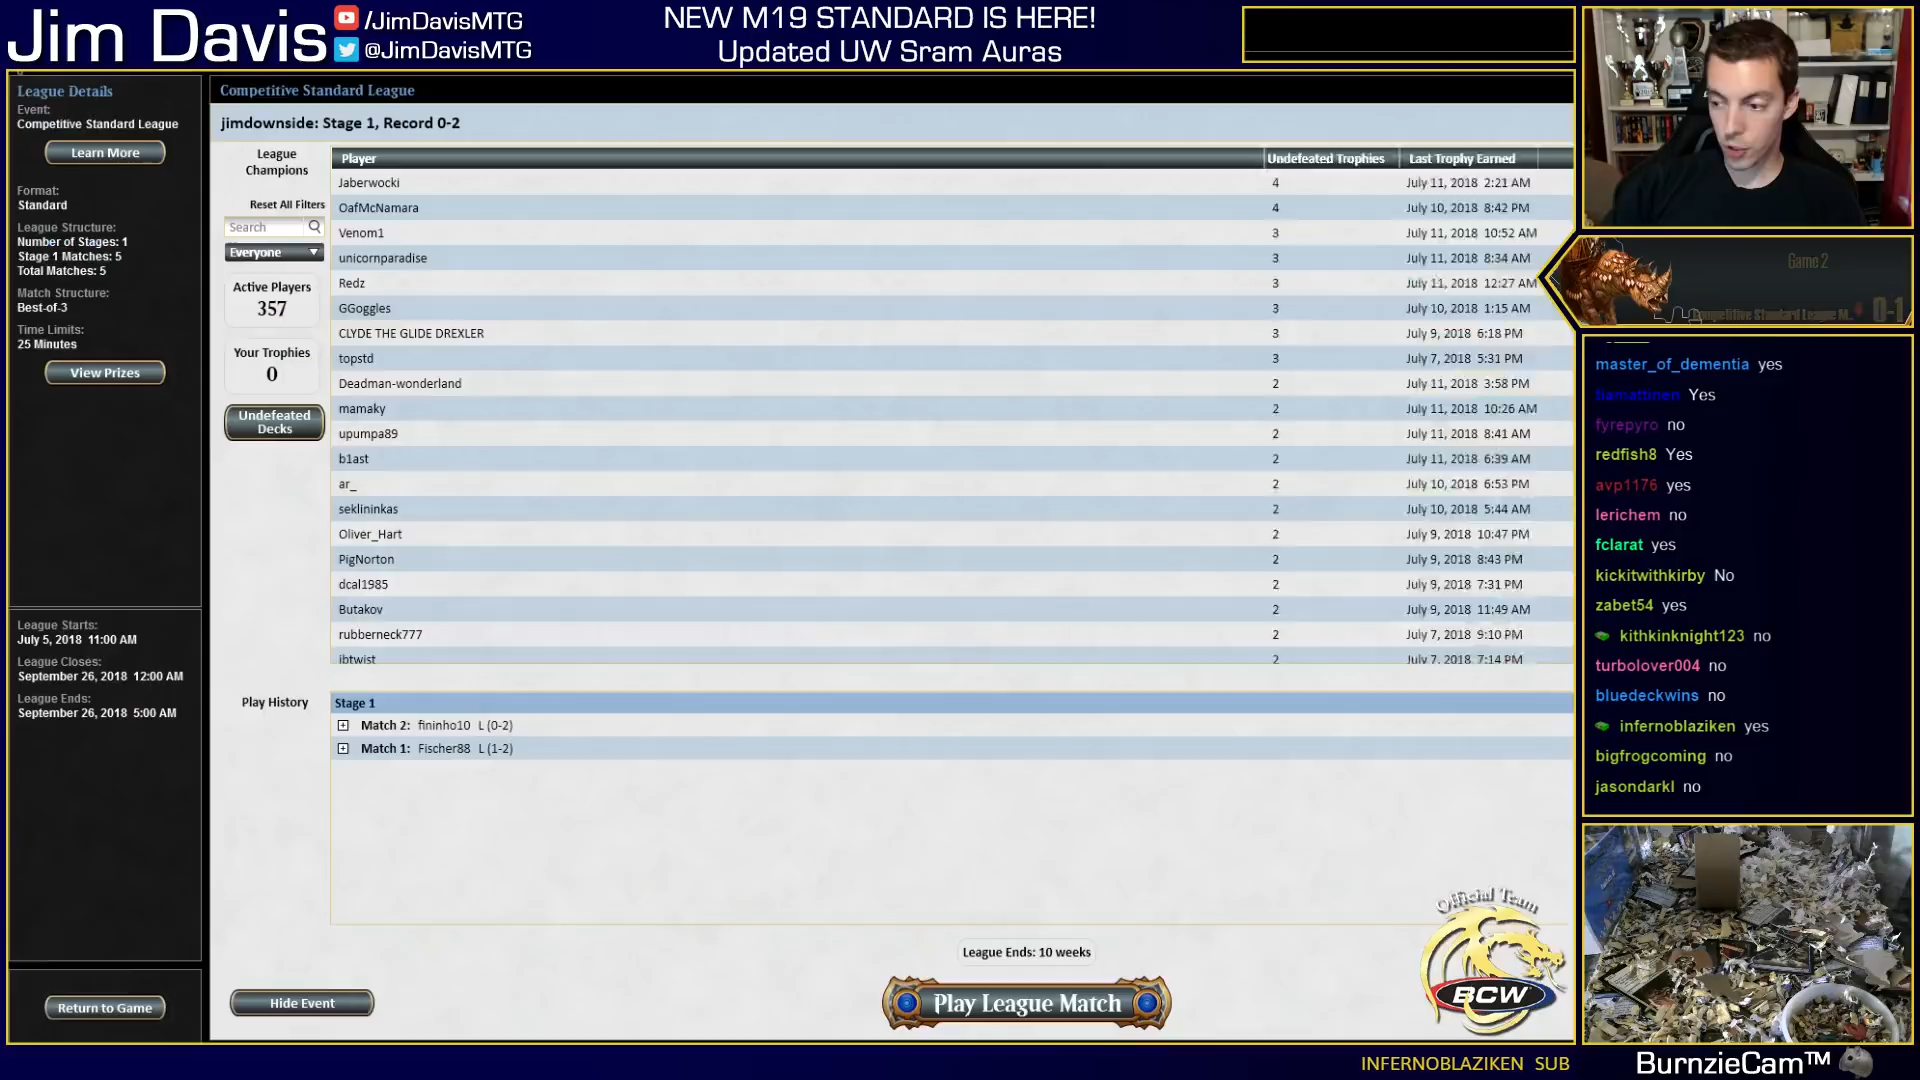 Jim Davis
/JimDavisMTG
@JimDavisMTG
NEW M19 STANDARD IS HERE!
Updated UW Sram Auras
League Details
Event:
Competitive Standard League
Learn More
Format:
Standard
League Structure:
Number of Stages: 1
Stage 1 Matches: 5
Total Matches: 5
Match Structure:
Best-of-3
Time Limits:
25 Minutes
View Prizes
League Starts:
July 5, 2018 11:00 AM
League Closes:
September 26, 2018 12:00 AM
League Ends:
September 26, 2018 5:00 AM
Return to Game
Competitive Standard League
jimdownside: Stage 1, Record 0-2
League Champions
Reset All Filters
Search
Everyone
Active Players
357
Your Trophies
0
Undefeated Decks
Player Undefeated Trophies Last Trophy Earned
Jaberwocki 4 July 11, 2018 2:21 AM
OafMcNamara 4 July 10, 2018 8:42 PM
Venom1 3 July 11, 2018 10:52 AM
unicornparadise 3 July 11, 2018 8:34 AM
Redz 3 July 11, 2018 12:27 AM
GGoggles 3 July 10, 2018 1:15 AM
CLYDE THE GLIDE DREXLER 3 July 9, 2018 6:18 PM
topstd 3 July 7, 2018 5:31 PM
Deadman-wonderland 2 July 11, 2018 3:58 PM
mamaky 2 July 11, 2018 10:26 AM
upumpa89 2 July 11, 2018 8:41 AM
b1ast 2 July 11, 2018 6:39 AM
ar_ 2 July 10, 2018 6:53 PM
seklininkas 2 July 10, 2018 5:44 AM
Oliver_Hart 2 July 9, 2018 10:47 PM
PigNorton 2 July 9, 2018 8:43 PM
dcal1985 2 July 9, 2018 7:31 PM
Butakov 2 July 9, 2018 11:49 AM
rubberneck777 2 July 7, 2018 9:10 PM
ibtwist 2 July 7, 2018 7:14 PM
Play History
Stage 1
Match 2: fininho10 L (0-2)
Match 1: Fischer88 L (1-2)
League Ends: 10 weeks
Hide Event
Play League Match
Official Team
BCW
Game 2
Competitive Standard League M...
0-1
master_of_dementia yes
tiamattinen Yes
fyrepyro no
redfish8 Yes
avp1176 yes
lerichem no
fclarat yes
kickitwithkirby No
zabet54 yes
kithkinknight123 no
turbolover004 no
bluedeckwins no
infernoblaziken yes
bigfrogcoming no
jasondarkl no
INFERNOBLAZIKEN SUB
BurnzieCam™